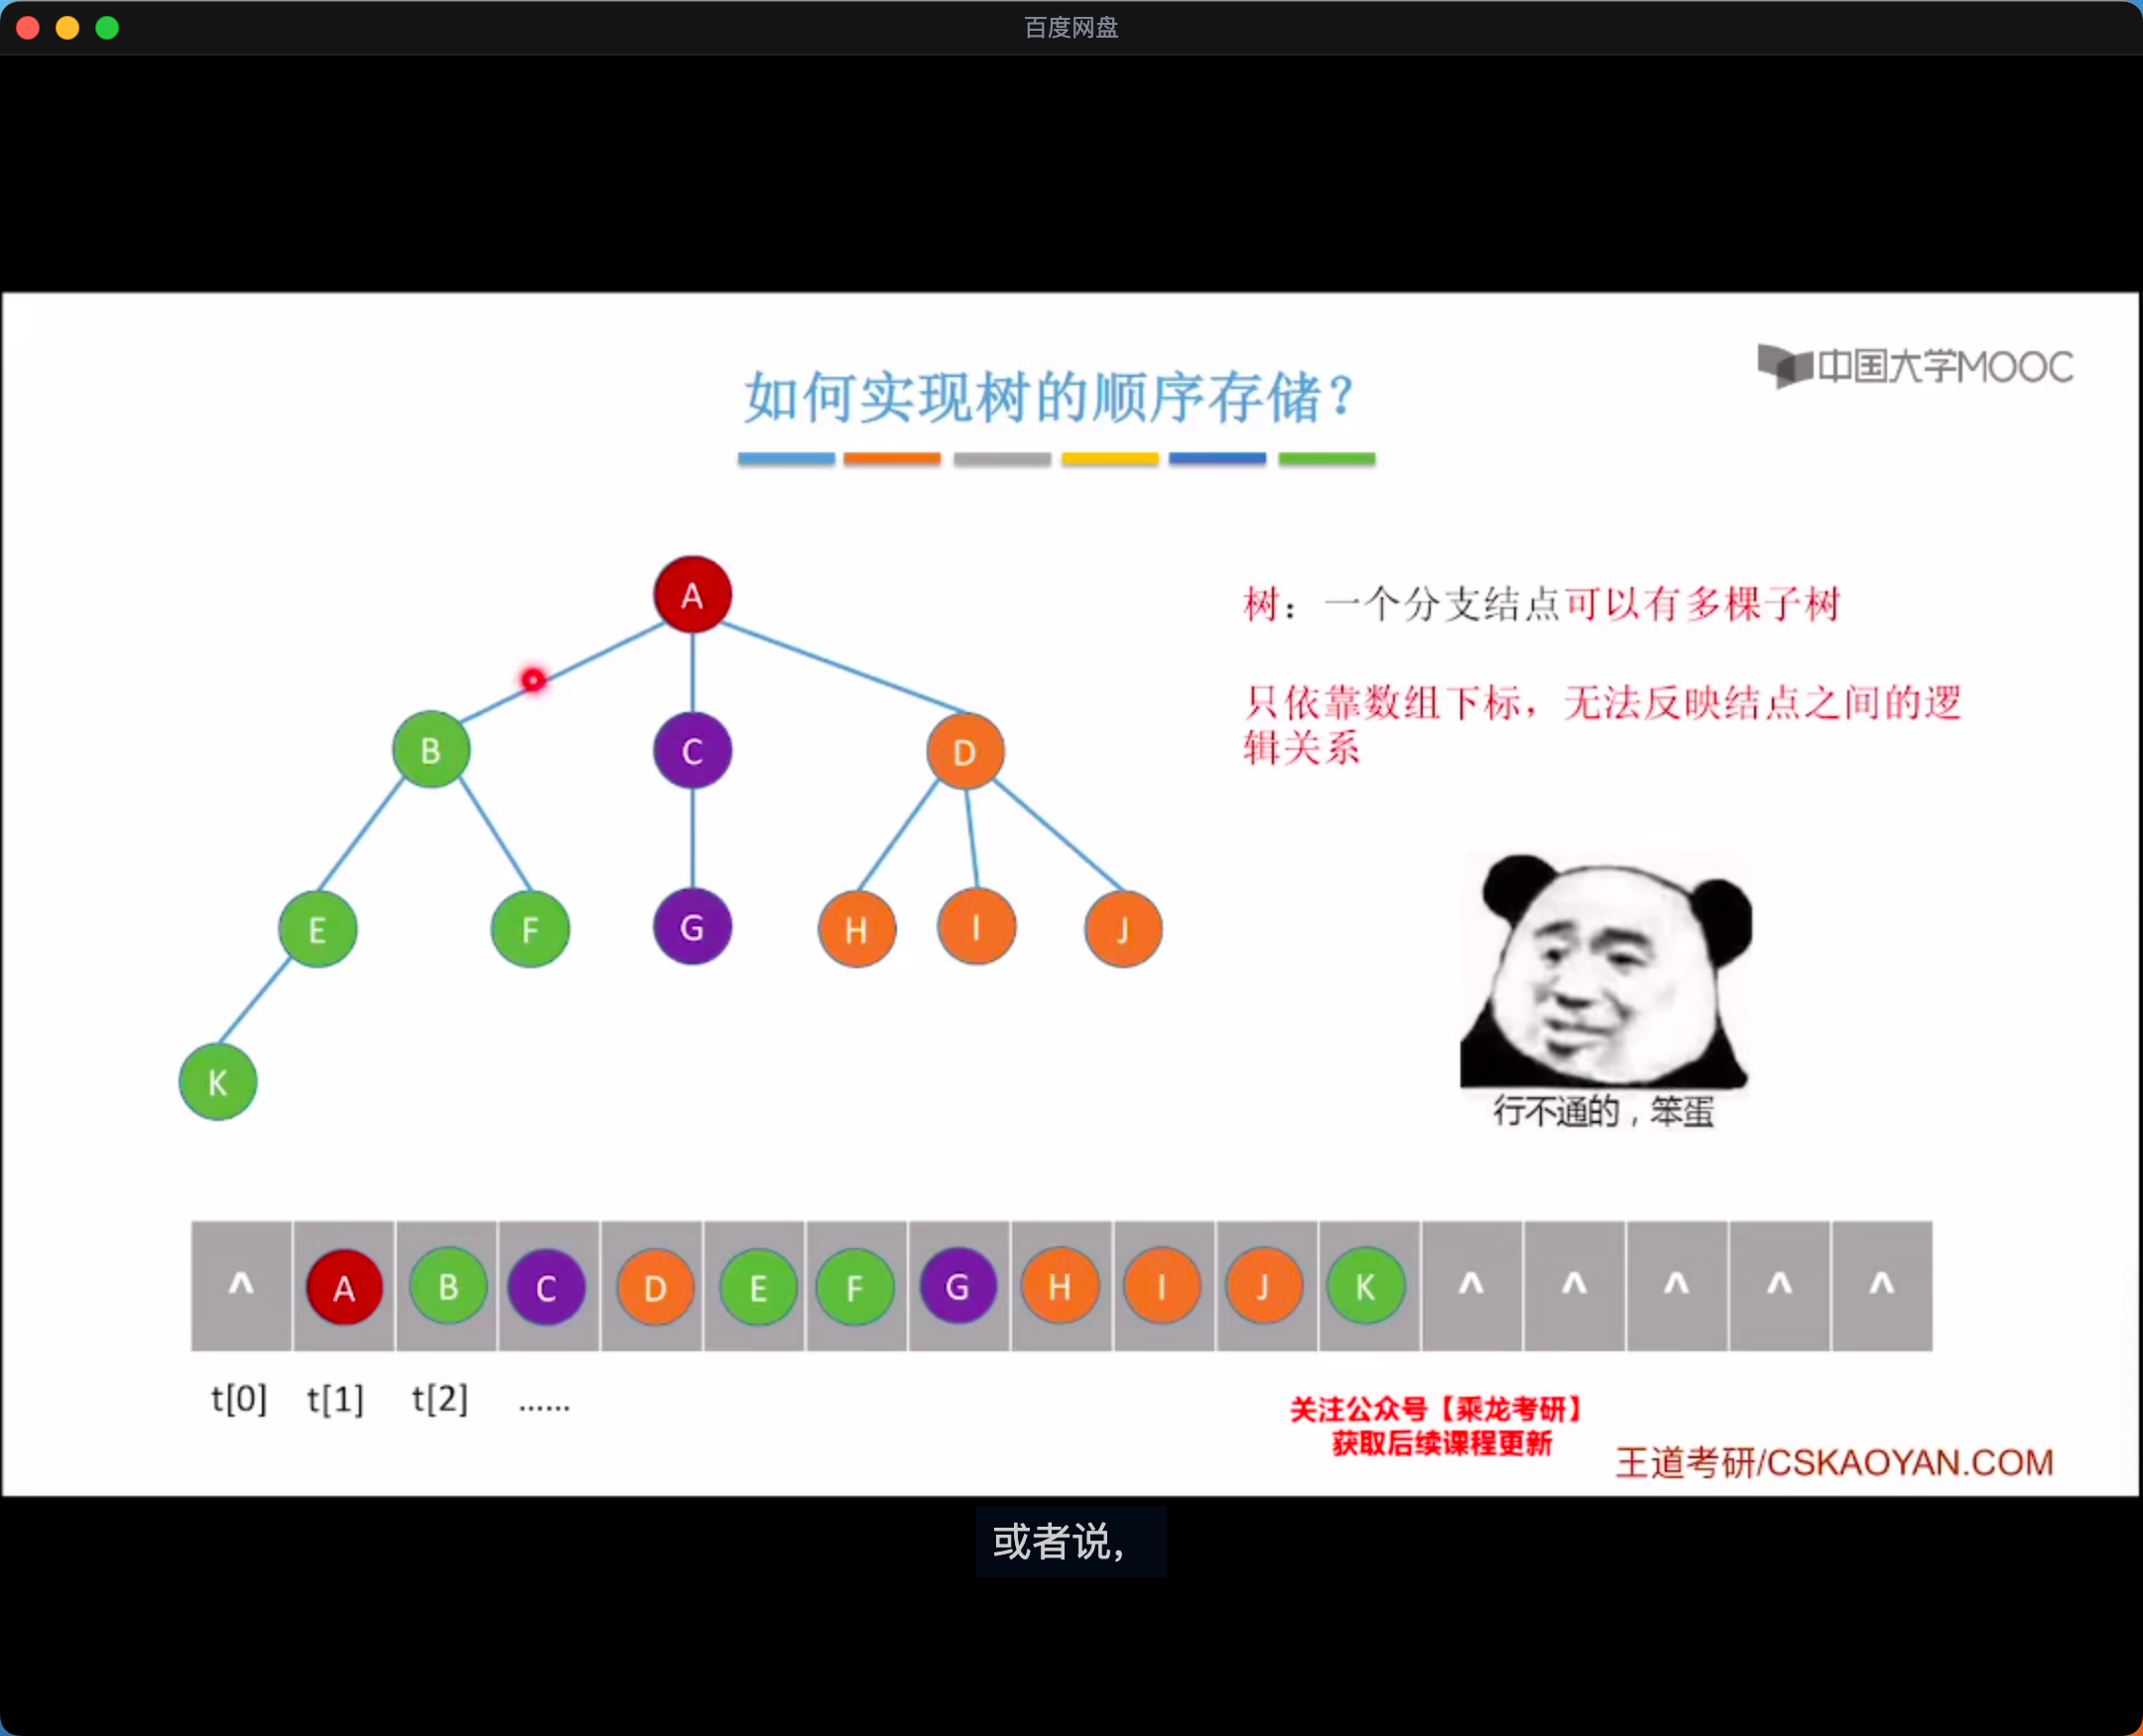 百度网盘
中国大学MOOC
如何实现树的顺序存储？
树：一个分支结点可以有多棵子树
只依靠数组下标，无法反映结点之间的逻
辑关系
A
B
C
D
E
F
G
H
I
J
K
行不通的，笨蛋
^ A B C D E F G H I J K ^ ^ ^ ^ ^
t[0] t[1] t[2] ......
关注公众号【乘龙考研】
获取后续课程更新
王道考研/CSKAOYAN.COM
或者说，